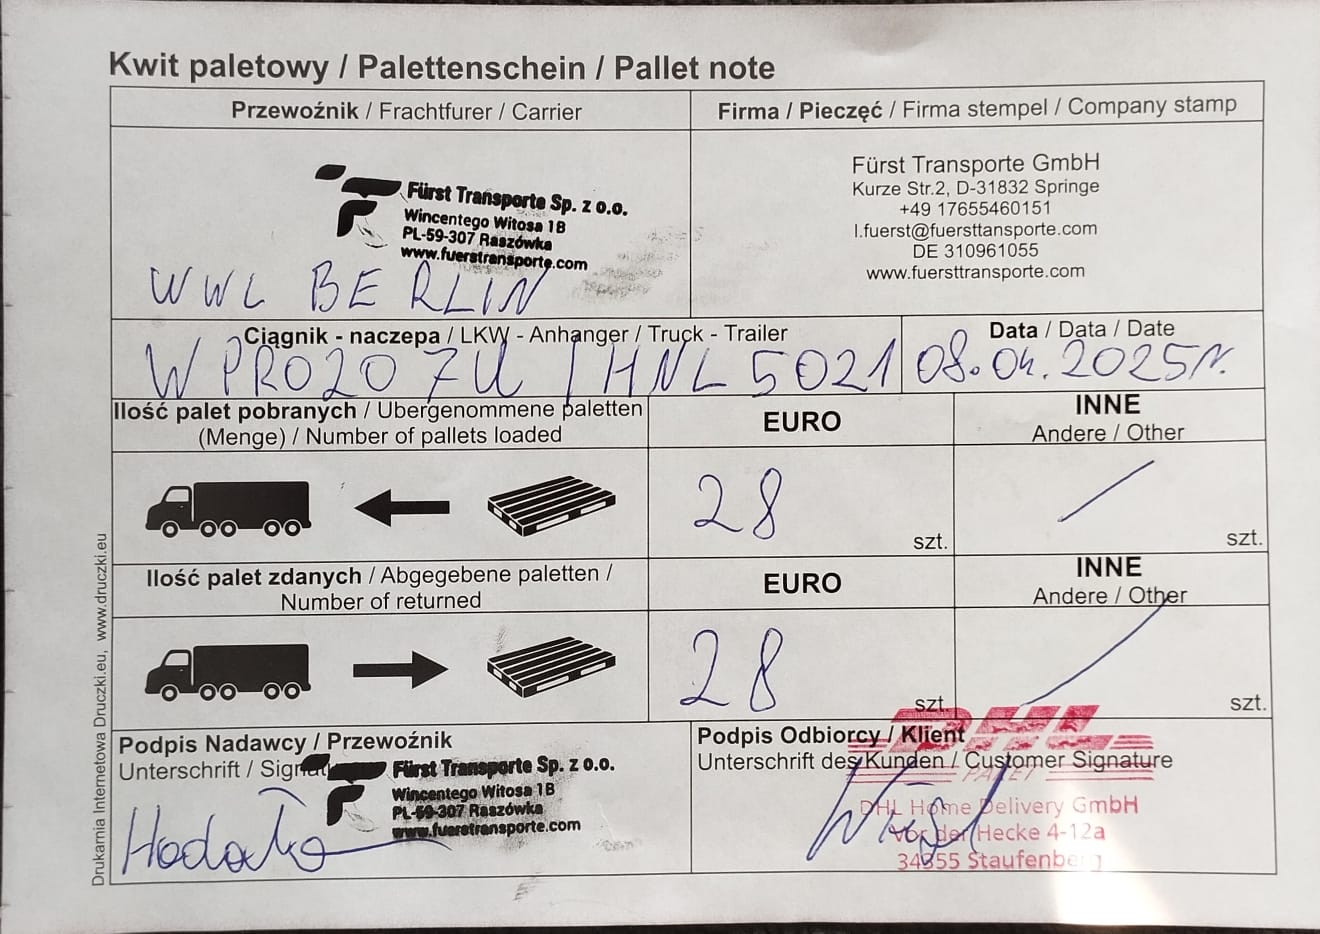 Kwit paletowy / Palettenschein / Pallet note
Przewoźnik / Frachtfurer / Carrier
Firma / Pieczęć / Firma stempel / Company stamp
Fürst Transporte Sp. z o.o.
Wincentego Witosa 1B
PL-59-307 Raszówka
www.fuerstransporte.com
WWL BERLIN
Fürst Transporte GmbH
Kurze Str.2, D-31832 Springe
+49 17655460151
l.fuerst@fuersttansporte.com
DE 310961055
www.fuersttransporte.com
Ciągnik - naczepa / LKW - Anhanger / Truck - Trailer
WPR0207U / HNL 5021
Data / Data / Date
08.04.2025r.
Ilość palet pobranych / Ubergenommene paletten
(Menge) / Number of pallets loaded
EURO
INNE
Andere / Other
28
szt.
szt.
Ilość palet zdanych / Abgegebene paletten /
Number of returned
EURO
INNE
Andere / Other
28
szt.
szt.
Podpis Nadawcy / Przewoźnik
Unterschrift / Signat
Fürst Transporte Sp. z o.o.
Wincentego Witosa 1B
PL-59-307 Raszówka
www.fuerstransporte.com
Podpis Odbiorcy / Klient
Unterschrift des Kunden / Customer Signature
DHL
PAKET
DHL Home Delivery GmbH
Vor der Hecke 4-12a
34355 Staufenberg
Drukarnia Internetowa Druczki.eu, www.druczki.eu